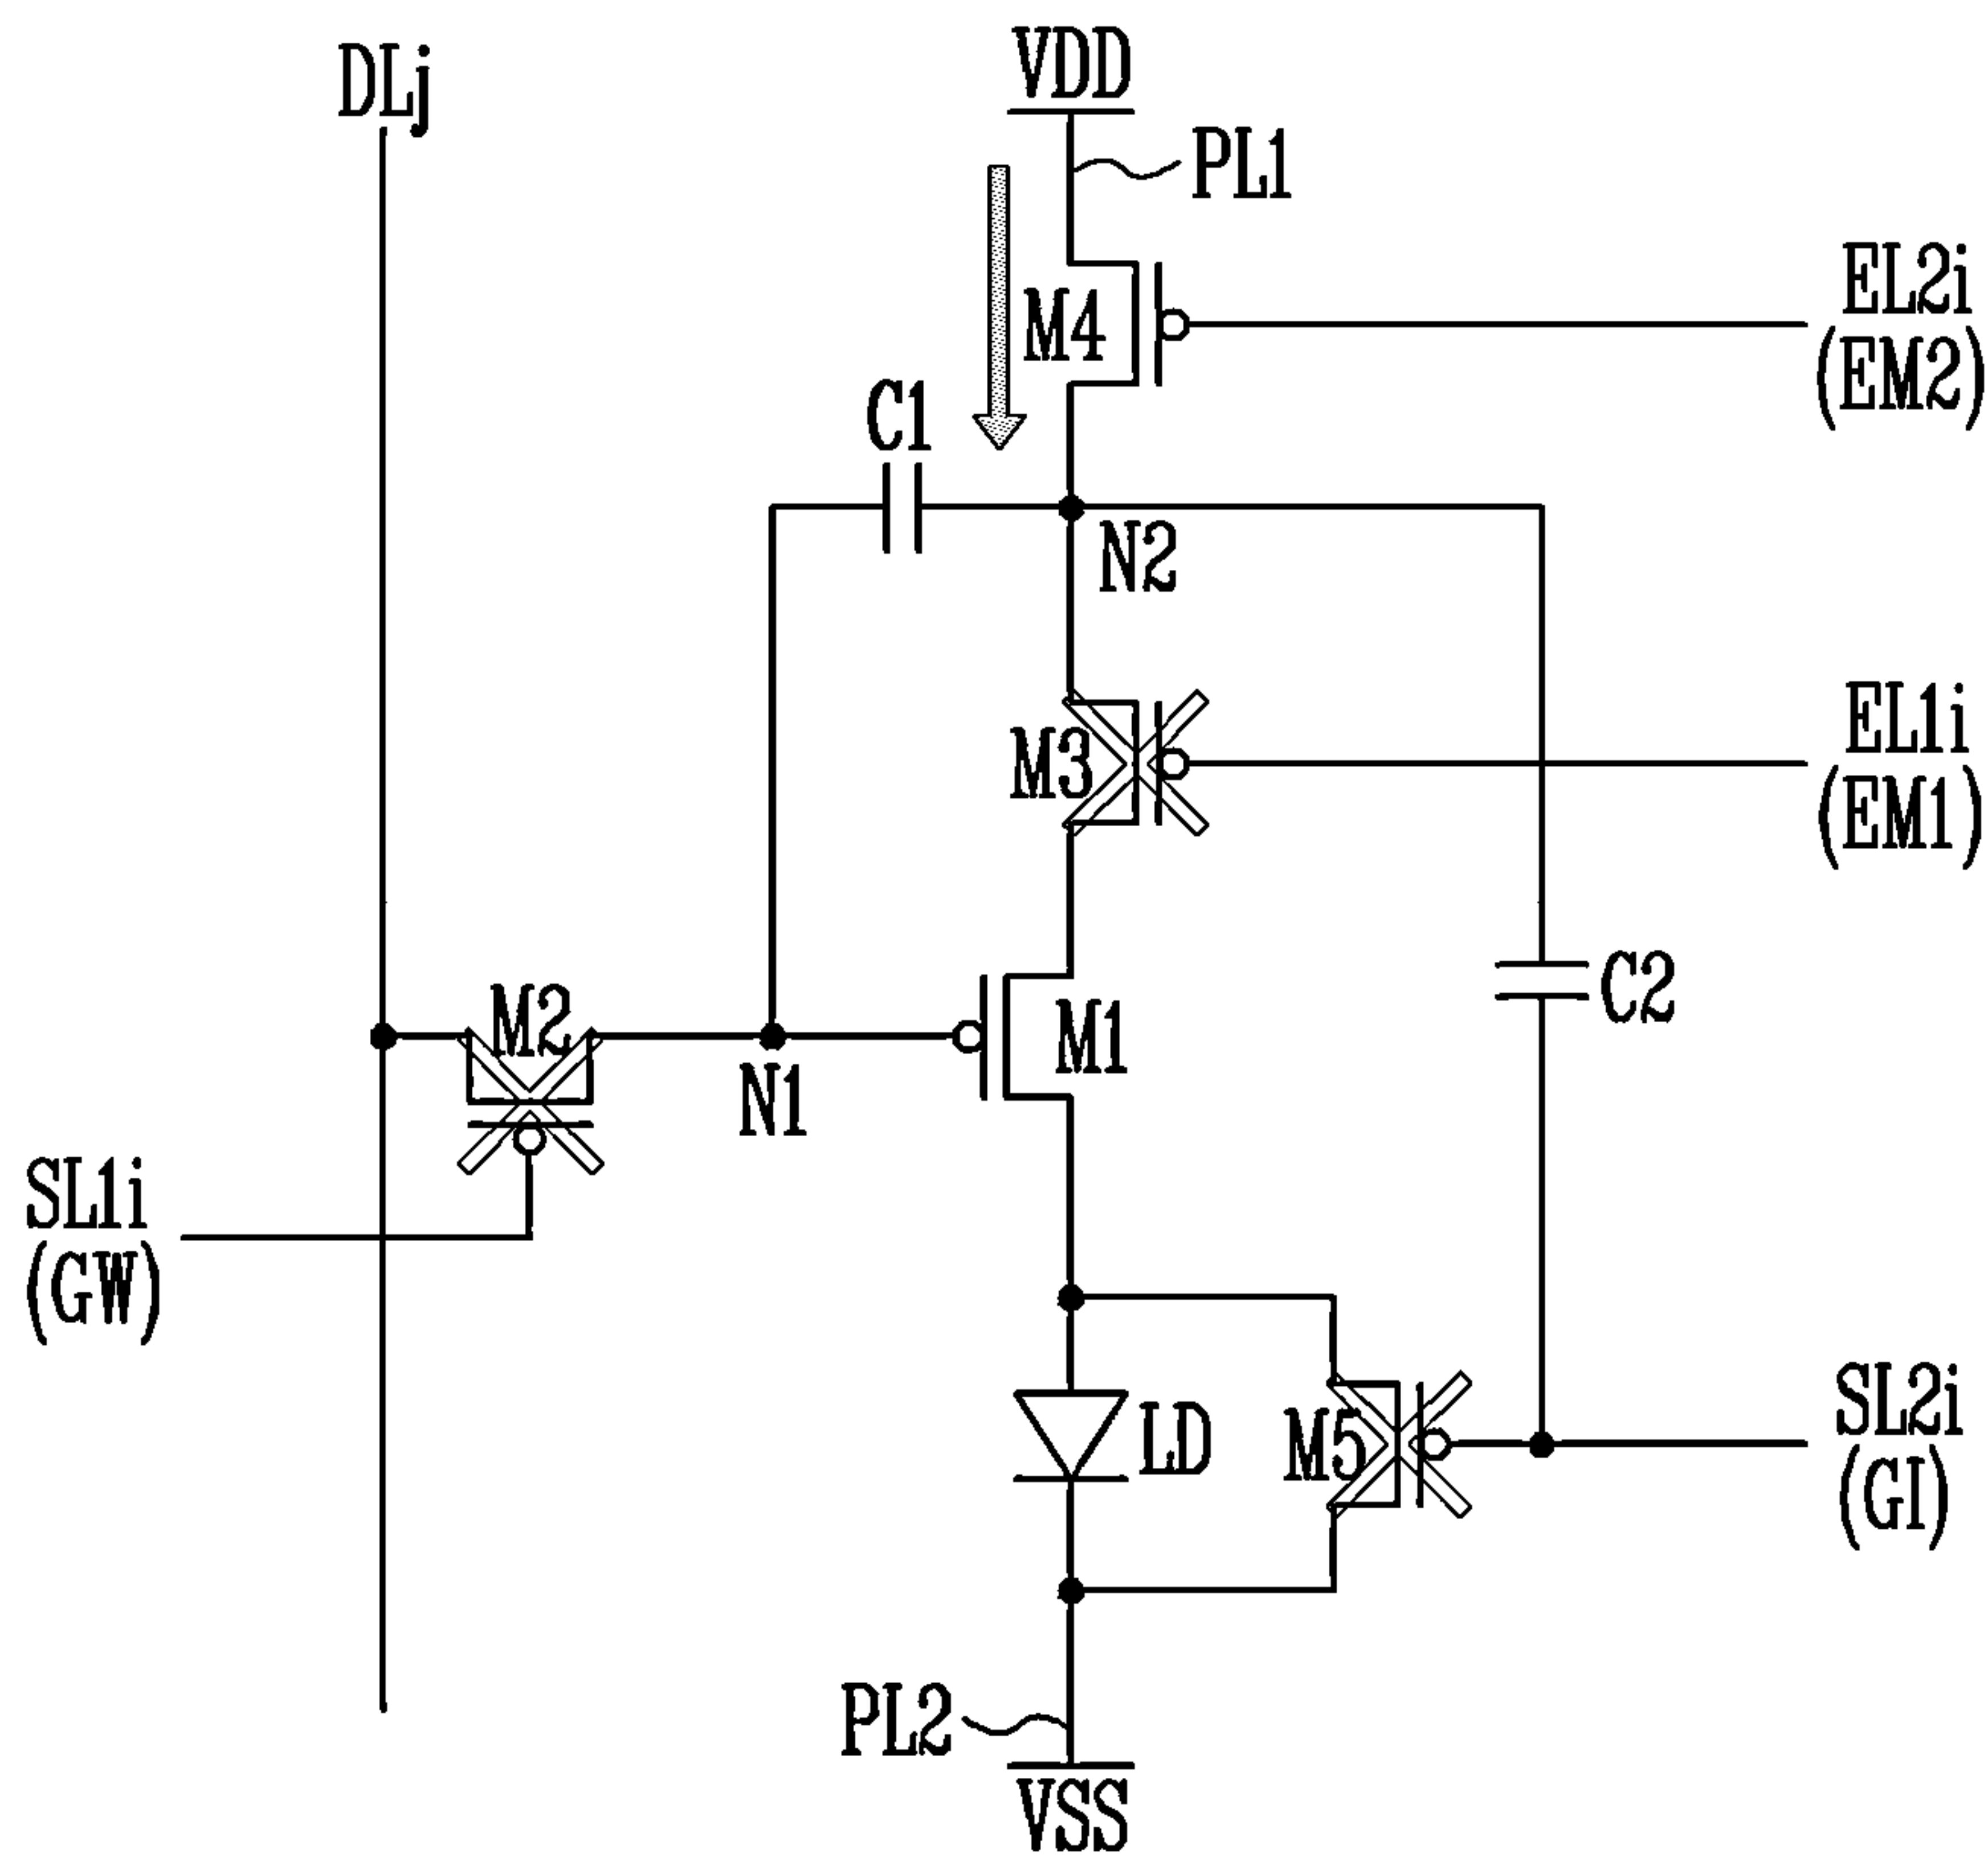 DLj
VDD
PL1
EL2i
(EM2)
M4
C1
N2
EL1i
(EM1)
M3
C2
M2
M1
N1
SL1i
(GW)
LD
M5
SL2i
(GI)
PL2
VSS